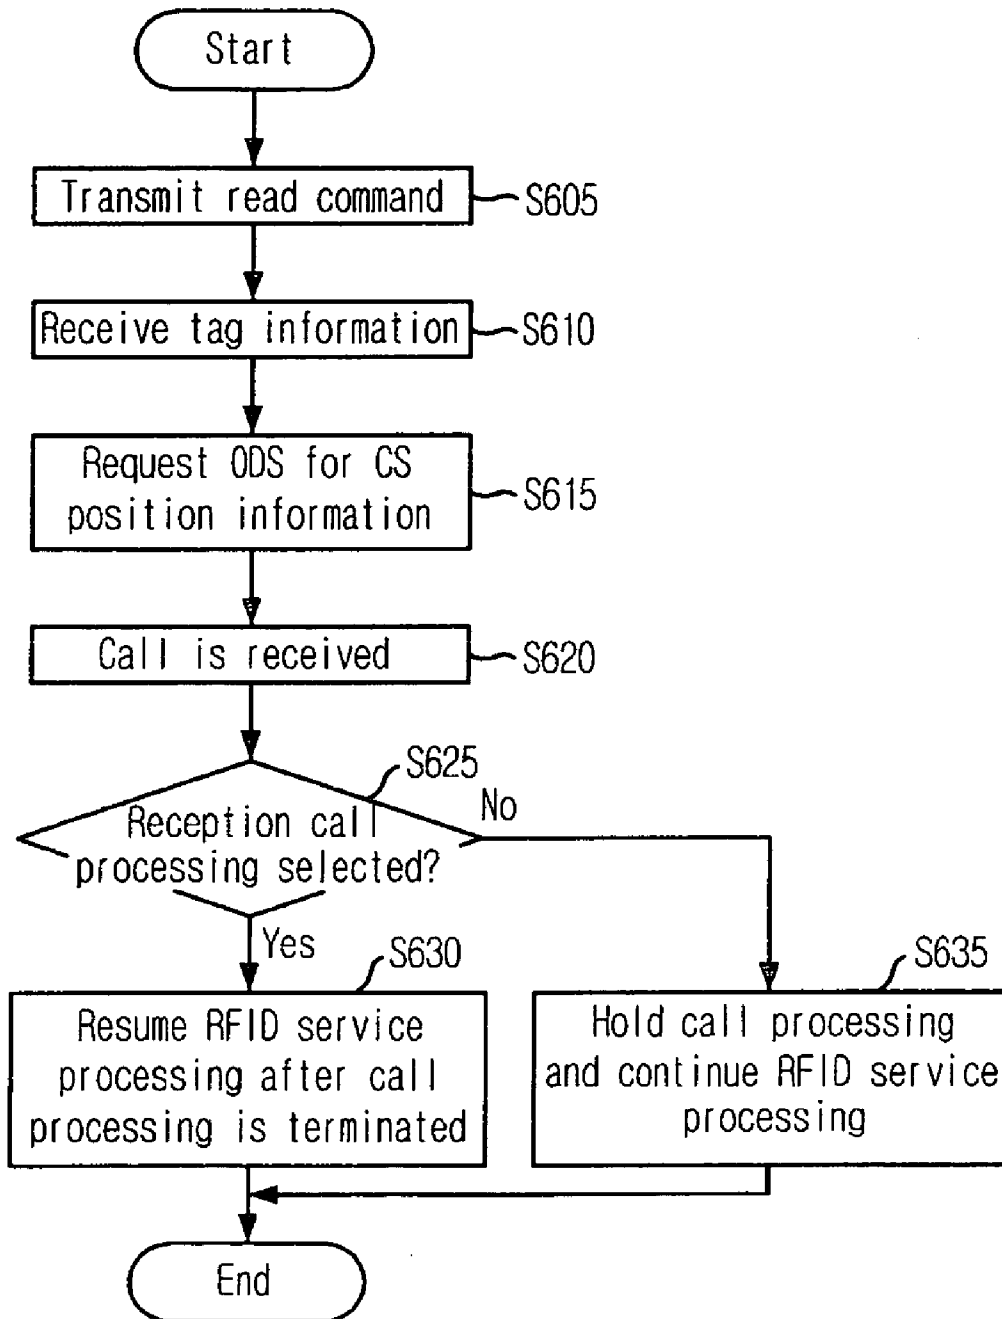 Start
Transmit read command
S605
Receive tag information
S610
Request ODS for CS
position information
S615
Call is received
S620
S625
Reception call
processing selected?
No
Yes
S630
Resume RFID service
processing after call
processing is terminated
S635
Hold call processing
and continue RFID service
processing
End